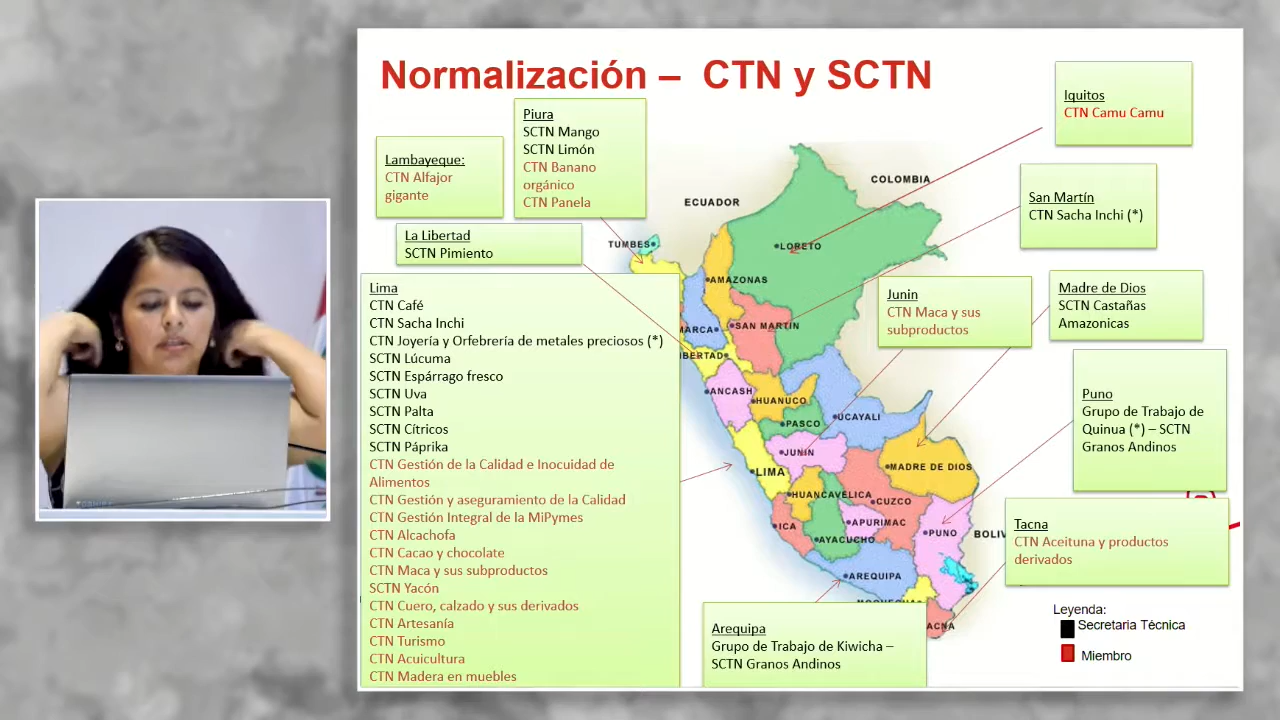 Normalización – CTN y SCTN
Iquitos
CTN Camu Camu
Piura
SCTN Mango
SCTN Limón
CTN Banano
orgánico
CTN Panela
Lambayeque:
CTN Alfajor
gigante
San Martín
CTN Sacha Inchi (*)
La Libertad
SCTN Pimiento
Lima
CTN Café
CTN Sacha Inchi
CTN Joyería y Orfebrería de metales preciosos (*)
SCTN Lúcuma
SCTN Espárrago fresco
SCTN Uva
SCTN Palta
SCTN Cítricos
SCTN Páprika
CTN Gestión de la Calidad e Inocuidad de
Alimentos
CTN Gestión y aseguramiento de la Calidad
CTN Gestión Integral de la MiPymes
CTN Alcachofa
CTN Cacao y chocolate
CTN Maca y sus subproductos
SCTN Yacón
CTN Cuero, calzado y sus derivados
CTN Artesanía
CTN Turismo
CTN Acuicultura
CTN Madera en muebles
Junin
CTN Maca y sus
subproductos
Madre de Dios
SCTN Castañas
Amazonicas
Puno
Grupo de Trabajo de
Quinua (*) – SCTN
Granos Andinos
Tacna
CTN Aceituna y productos
derivados
Arequipa
Grupo de Trabajo de Kiwicha –
SCTN Granos Andinos
Leyenda:
Secretaria Técnica
Miembro
COLOMBIA
ECUADOR
TUMBES
LORETO
AMAZONAS
MARCA
SAN MARTIN
IBERTAD
ANCASH
HUANUCO
UCAYALI
PASCO
JUNIN
LIMA
MADRE DE DIOS
HUANCAVELICA
CUZCO
ICA
APURIMAC
AYACUCHO
PUNO
BOLIV
AREQUIPA
MOQUEGUA
ACNA